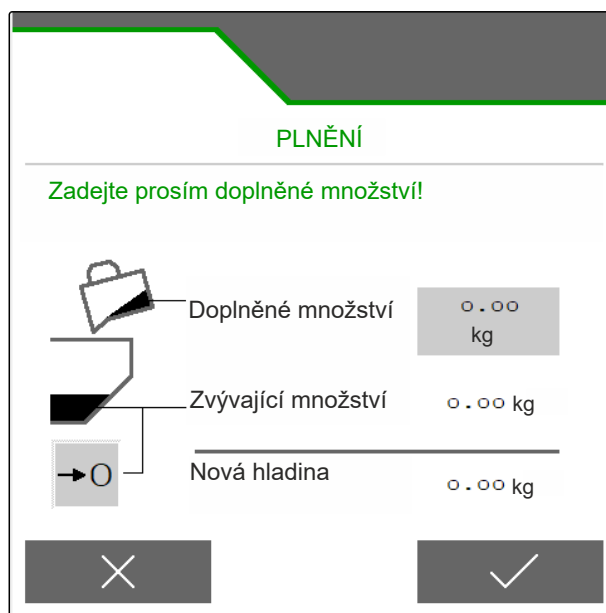 PLNĚNÍ
Zadejte prosím doplněné množství!
Doplněné množství
0.00
kg
Zvývající množství
0.00 kg
→0
Nová hladina
0.00 kg